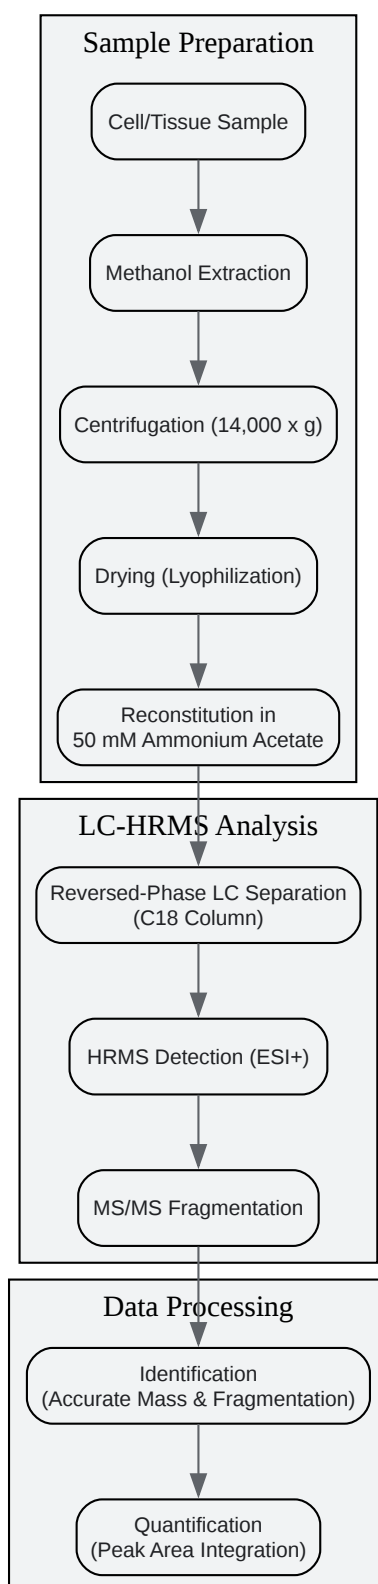 Sample Preparation
Cell/Tissue Sample
Methanol Extraction
Centrifugation (14,000 x g)
Drying (Lyophilization)
Reconstitution in
50 mM Ammonium Acetate
LC-HRMS Analysis
Reversed-Phase LC Separation
(C18 Column)
HRMS Detection (ESI+)
MS/MS Fragmentation
Data Processing
Identification
(Accurate Mass & Fragmentation)
Quantification
(Peak Area Integration)